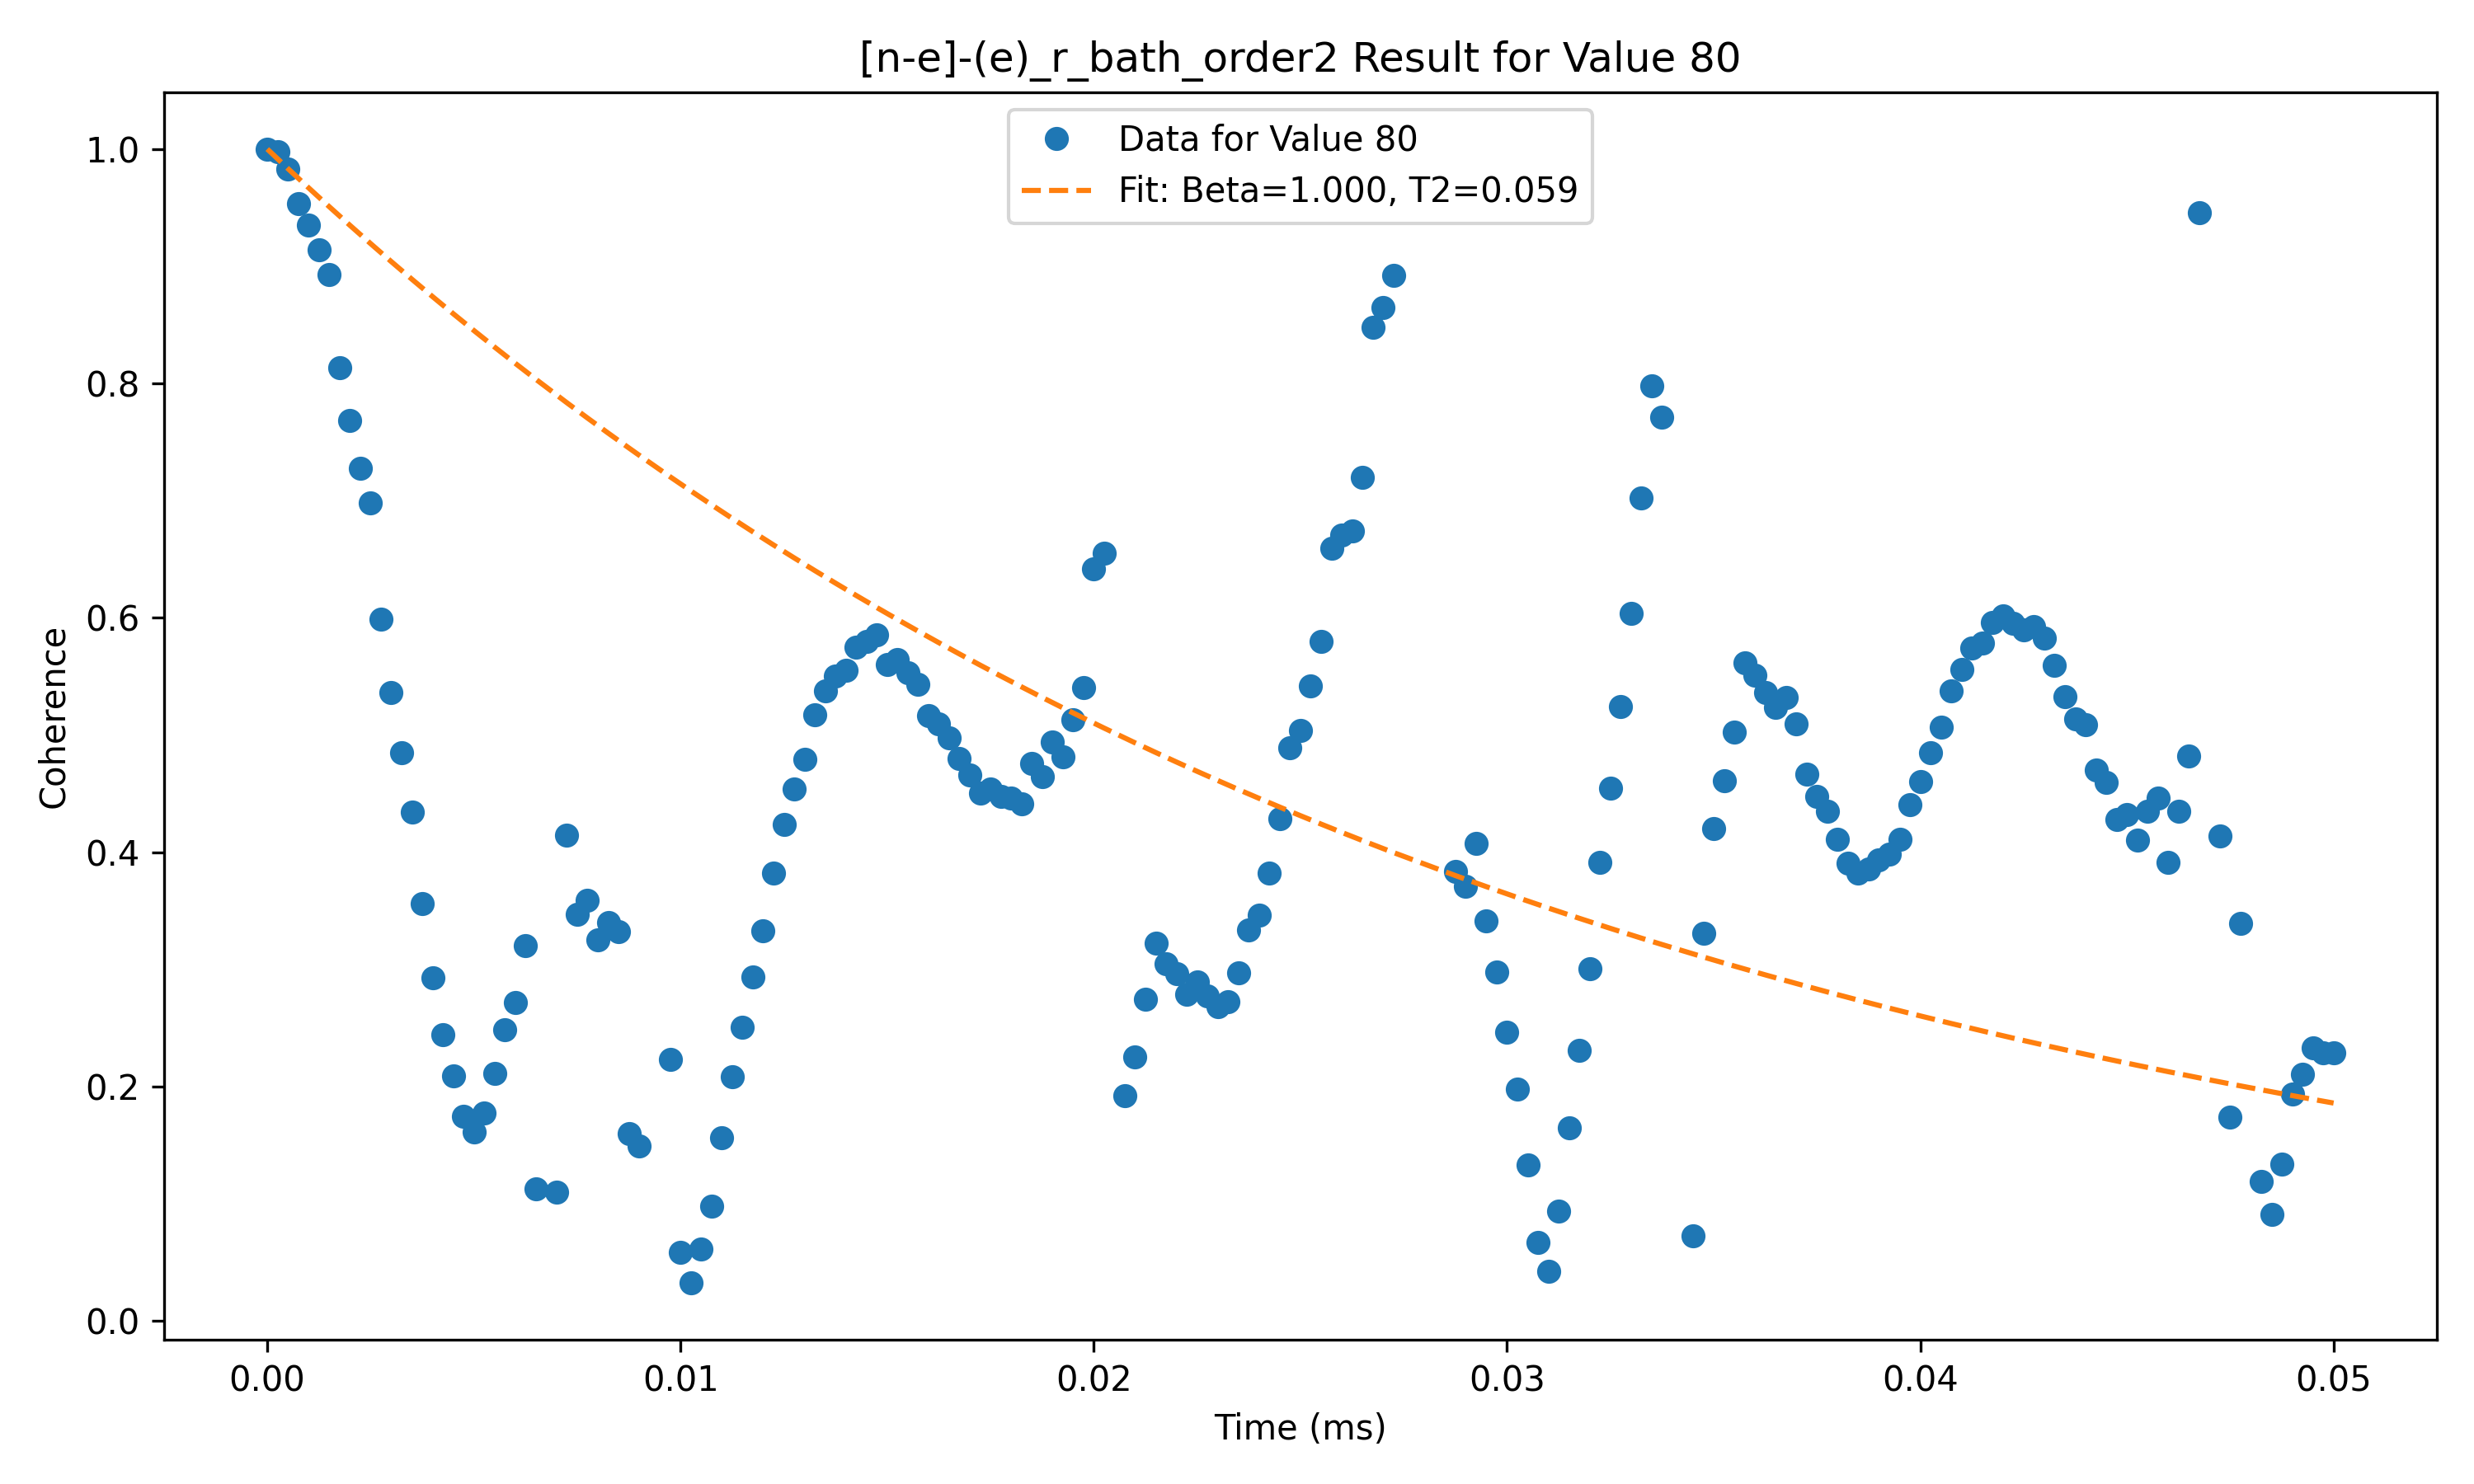 [n-e]-(e)_r_bath_order2 Result for Value 80
Data for Value 80
Fit: Beta=1.000, T2=0.059
Coherence
1.0
0.8
0.6
0.4
0.2
0.0
0.00 0.01 0.02 0.03 0.04 0.05
Time (ms)